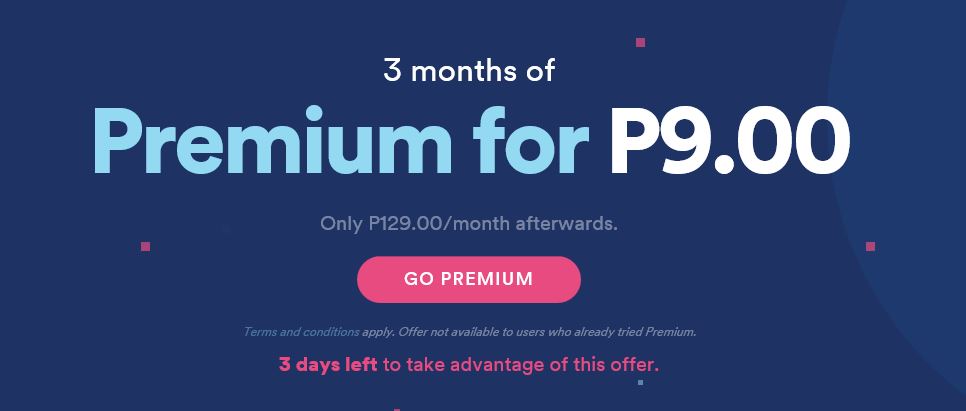 3 months of
Premium for P9.00
Only P129.00/month afterwards.
GO PREMIUM
Terms and conditions apply. Offer not available to users who already tried Premium.
3 days left to take advantage of this offer.